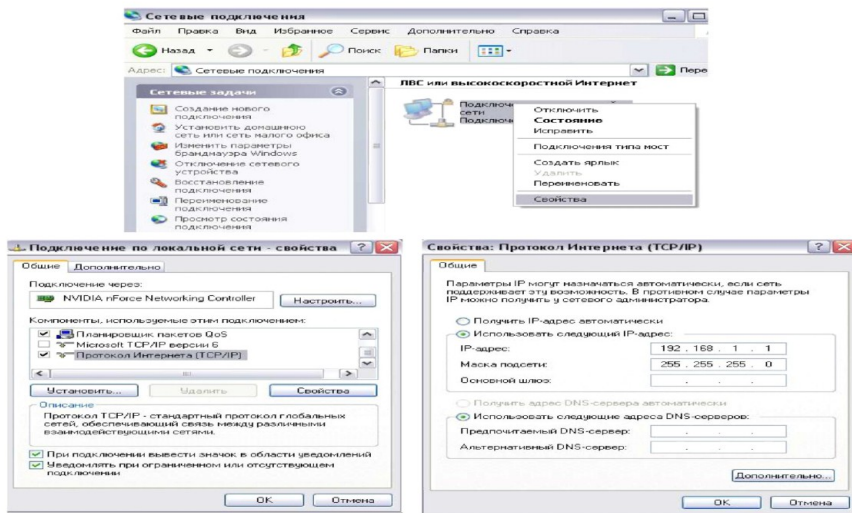 Сетевые подключения
Файл Правка Вид Избранное Сервис Дополнительно Справка
Назад Поиск Папки
Адрес: Сетевые подключения
Сетевые задачи
Создание нового
подключения
Установить домашнюю
сеть или сеть малого офиса
Изменить параметры
брандмауэра Windows
Отключение сетевого
устройства
Восстановление
подключения
Переименование
подключения
Просмотр состояния
подключения
ЛВС или высокоскоростной Интернет
сети
Отключить
Состояние
Исправить
Подключения типа мост
Создать ярлык
Удалить
Переименовать
Свойства
Подключение по локальной сети - свойства
Общие Дополнительно
Подключение через:
NVIDIA nForce Networking Controller Настроить...
Компоненты, используемые этим подключением:
Планировщик пакетов QoS
Microsoft TCP/IP версии 6
Протокол Интернета (TCP/IP)
Установить... Удалить Свойства
Описание
Протокол TCP/IP - стандартный протокол глобальных
сетей, обеспечивающий связь между различными
взаимодействующими сетями.
При подключении вывести значок в области уведомлений
Уведомлять при ограниченном или отсутствующем
подключении
OK Отмена
Свойства: Протокол Интернета (TCP/IP)
Общие
Параметры IP могут назначаться автоматически, если сеть
поддерживает эту возможность. В противном случае параметры
IP можно получить у сетевого администратора.
Получить IP-адрес автоматически
Использовать следующий IP-адрес:
IP-адрес: 192 . 168 . 1 . 1
Маска подсети: 255 . 255 . 255 . 0
Основной шлюз:
Получить адрес DNS-сервера автоматически
Использовать следующие адреса DNS-серверов:
Предпочитаемый DNS-сервер:
Альтернативный DNS-сервер:
Дополнительно...
OK Отмена